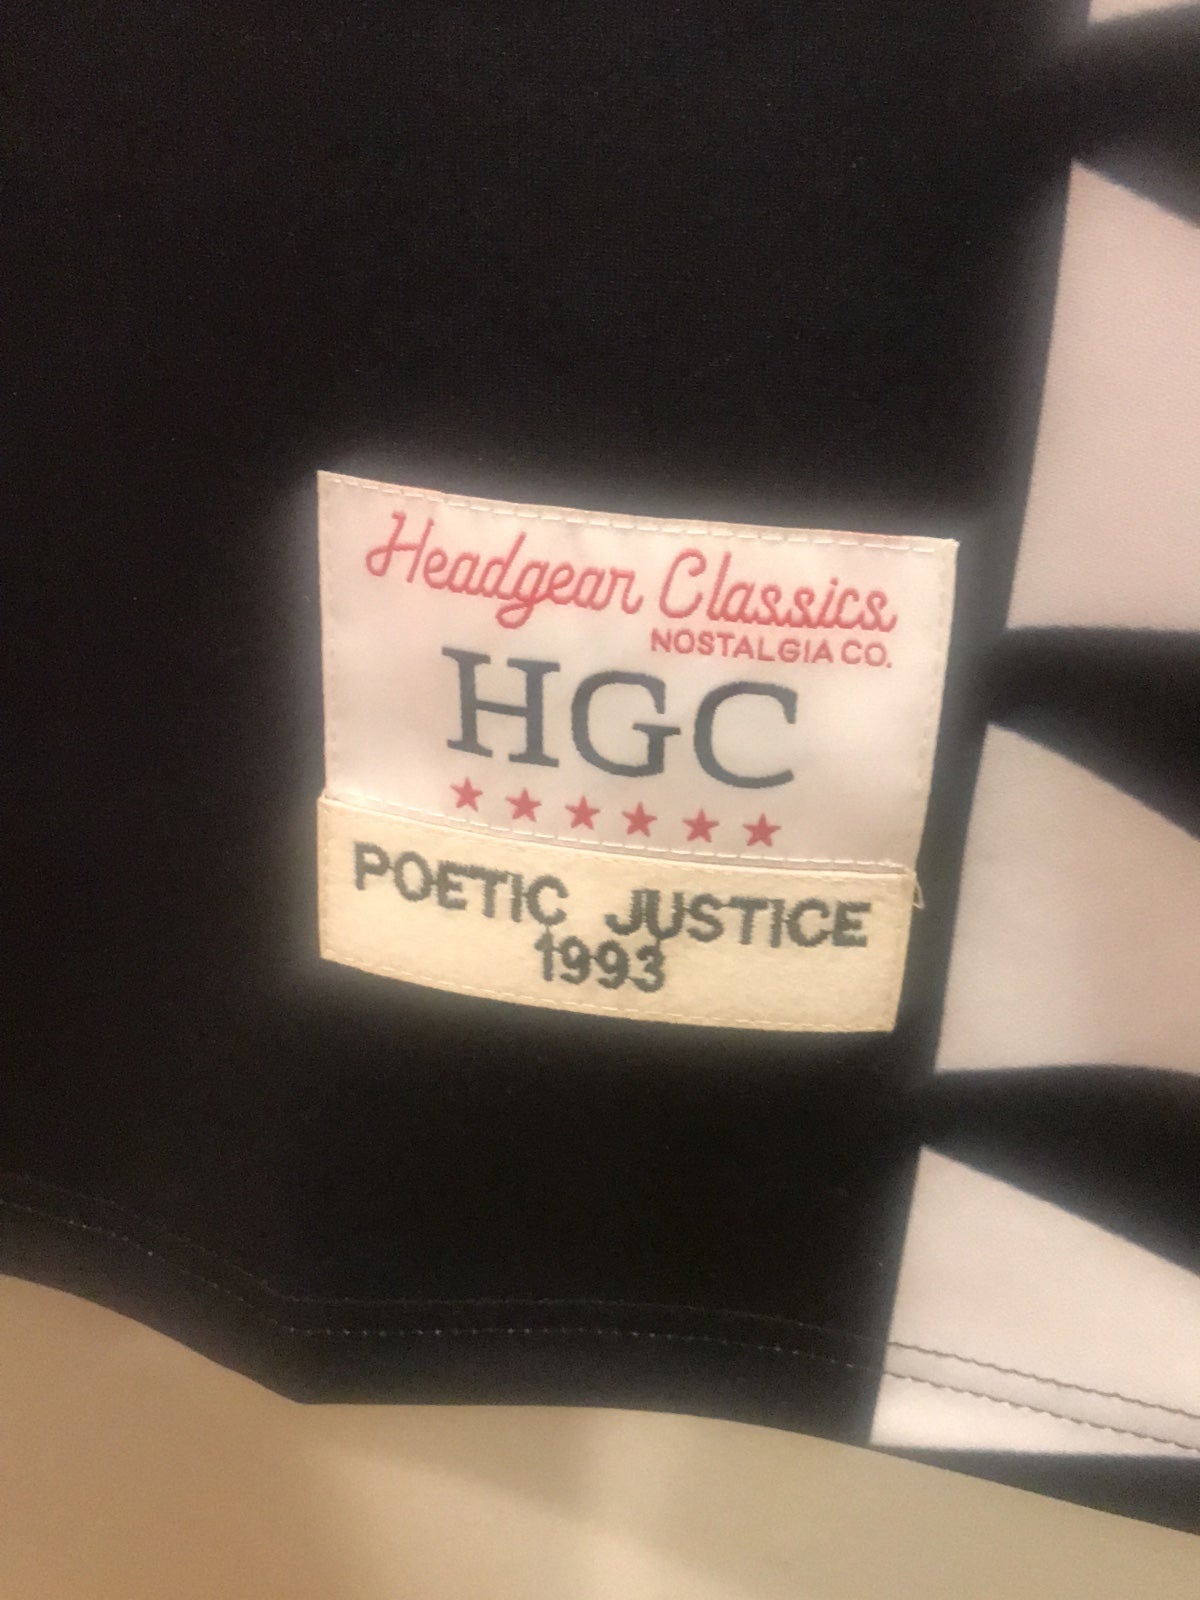 Headgear Classics
NOSTALGIA CO.
HGC
POETIC JUSTICE
1993